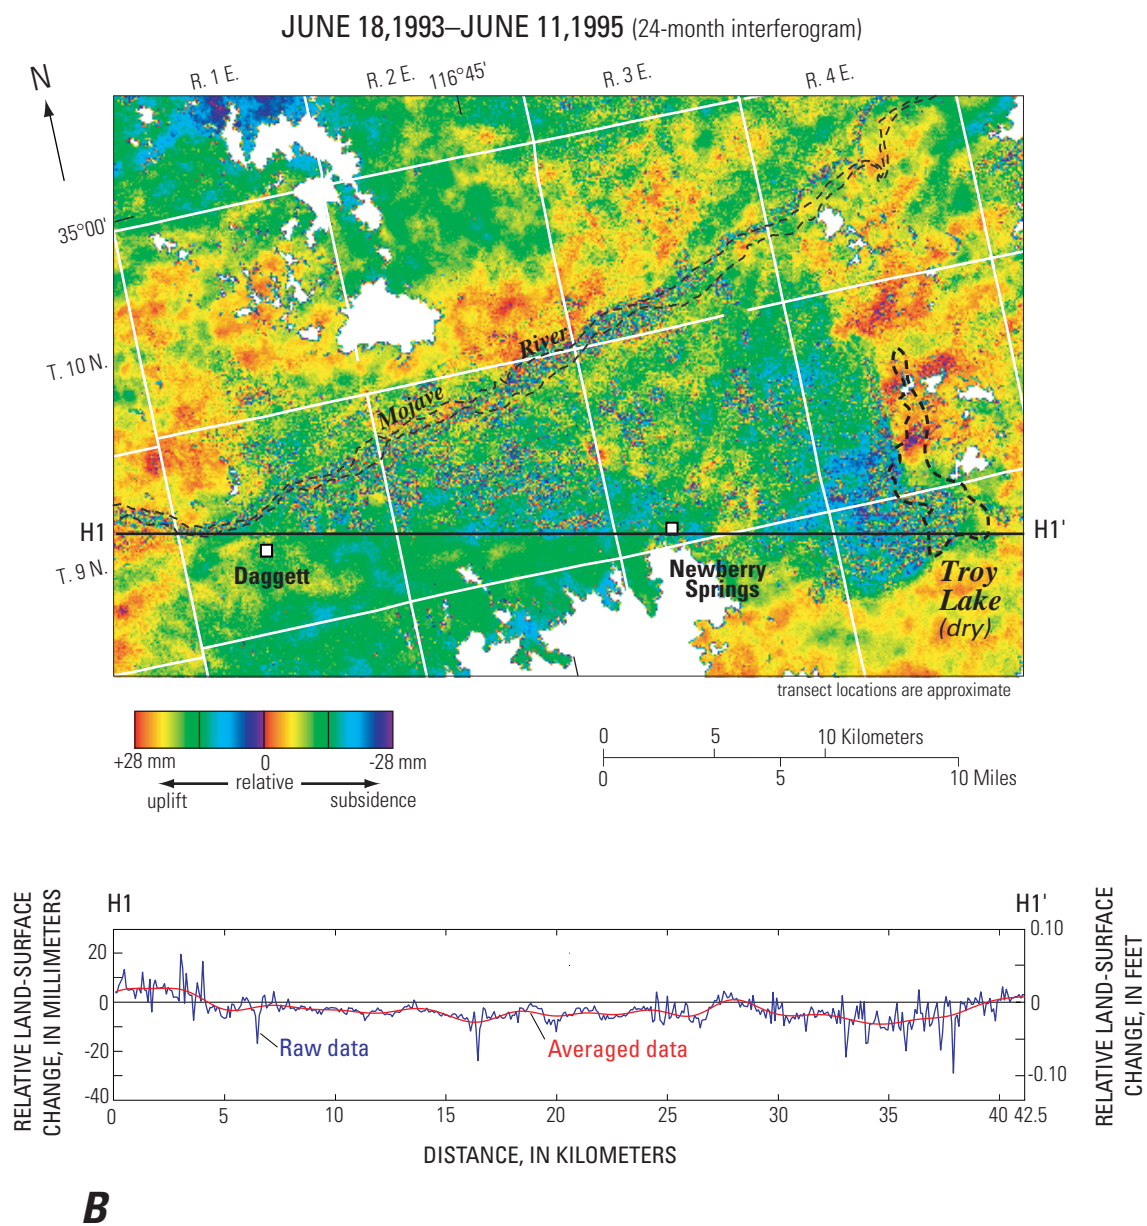 JUNE 18,1993–JUNE 11,1995 (24-month interferogram)
N
R. 1 E.
R. 2 E.
116°45'
R. 3 E.
R. 4 E.
35°00'
T. 10 N.
T. 9 N.
Mojave
River
H1
H1'
Daggett
Newberry
Springs
Troy
Lake
(dry)
transect locations are approximate
+28 mm
0
-28 mm
relative
uplift
subsidence
0
5
10 Kilometers
0
5
10 Miles
H1
H1'
RELATIVE LAND-SURFACE
CHANGE, IN MILLIMETERS
20
0
-20
-40
0.10
0
-0.10
RELATIVE LAND-SURFACE
CHANGE, IN FEET
Raw data
Averaged data
0
5
10
15
20
25
30
35
40
42.5
DISTANCE, IN KILOMETERS
B